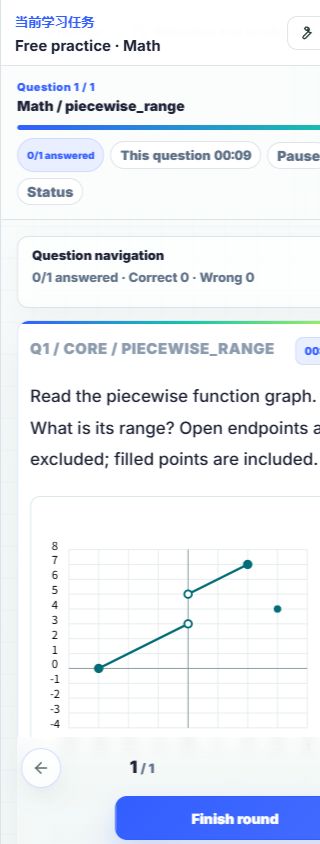 当前学习任务
Free practice · Math
Question 1 / 1
Math / piecewise_range
0/1 answered
This question 00:09
Pause
Status
Question navigation
0/1 answered · Correct 0 · Wrong 0
Q1 / CORE / PIECEWISE_RANGE
Read the piecewise function graph.
What is its range? Open endpoints a
excluded; filled points are included.
8
7
6
5
4
3
2
1
0
-1
-2
-3
-4
1 / 1
Finish round